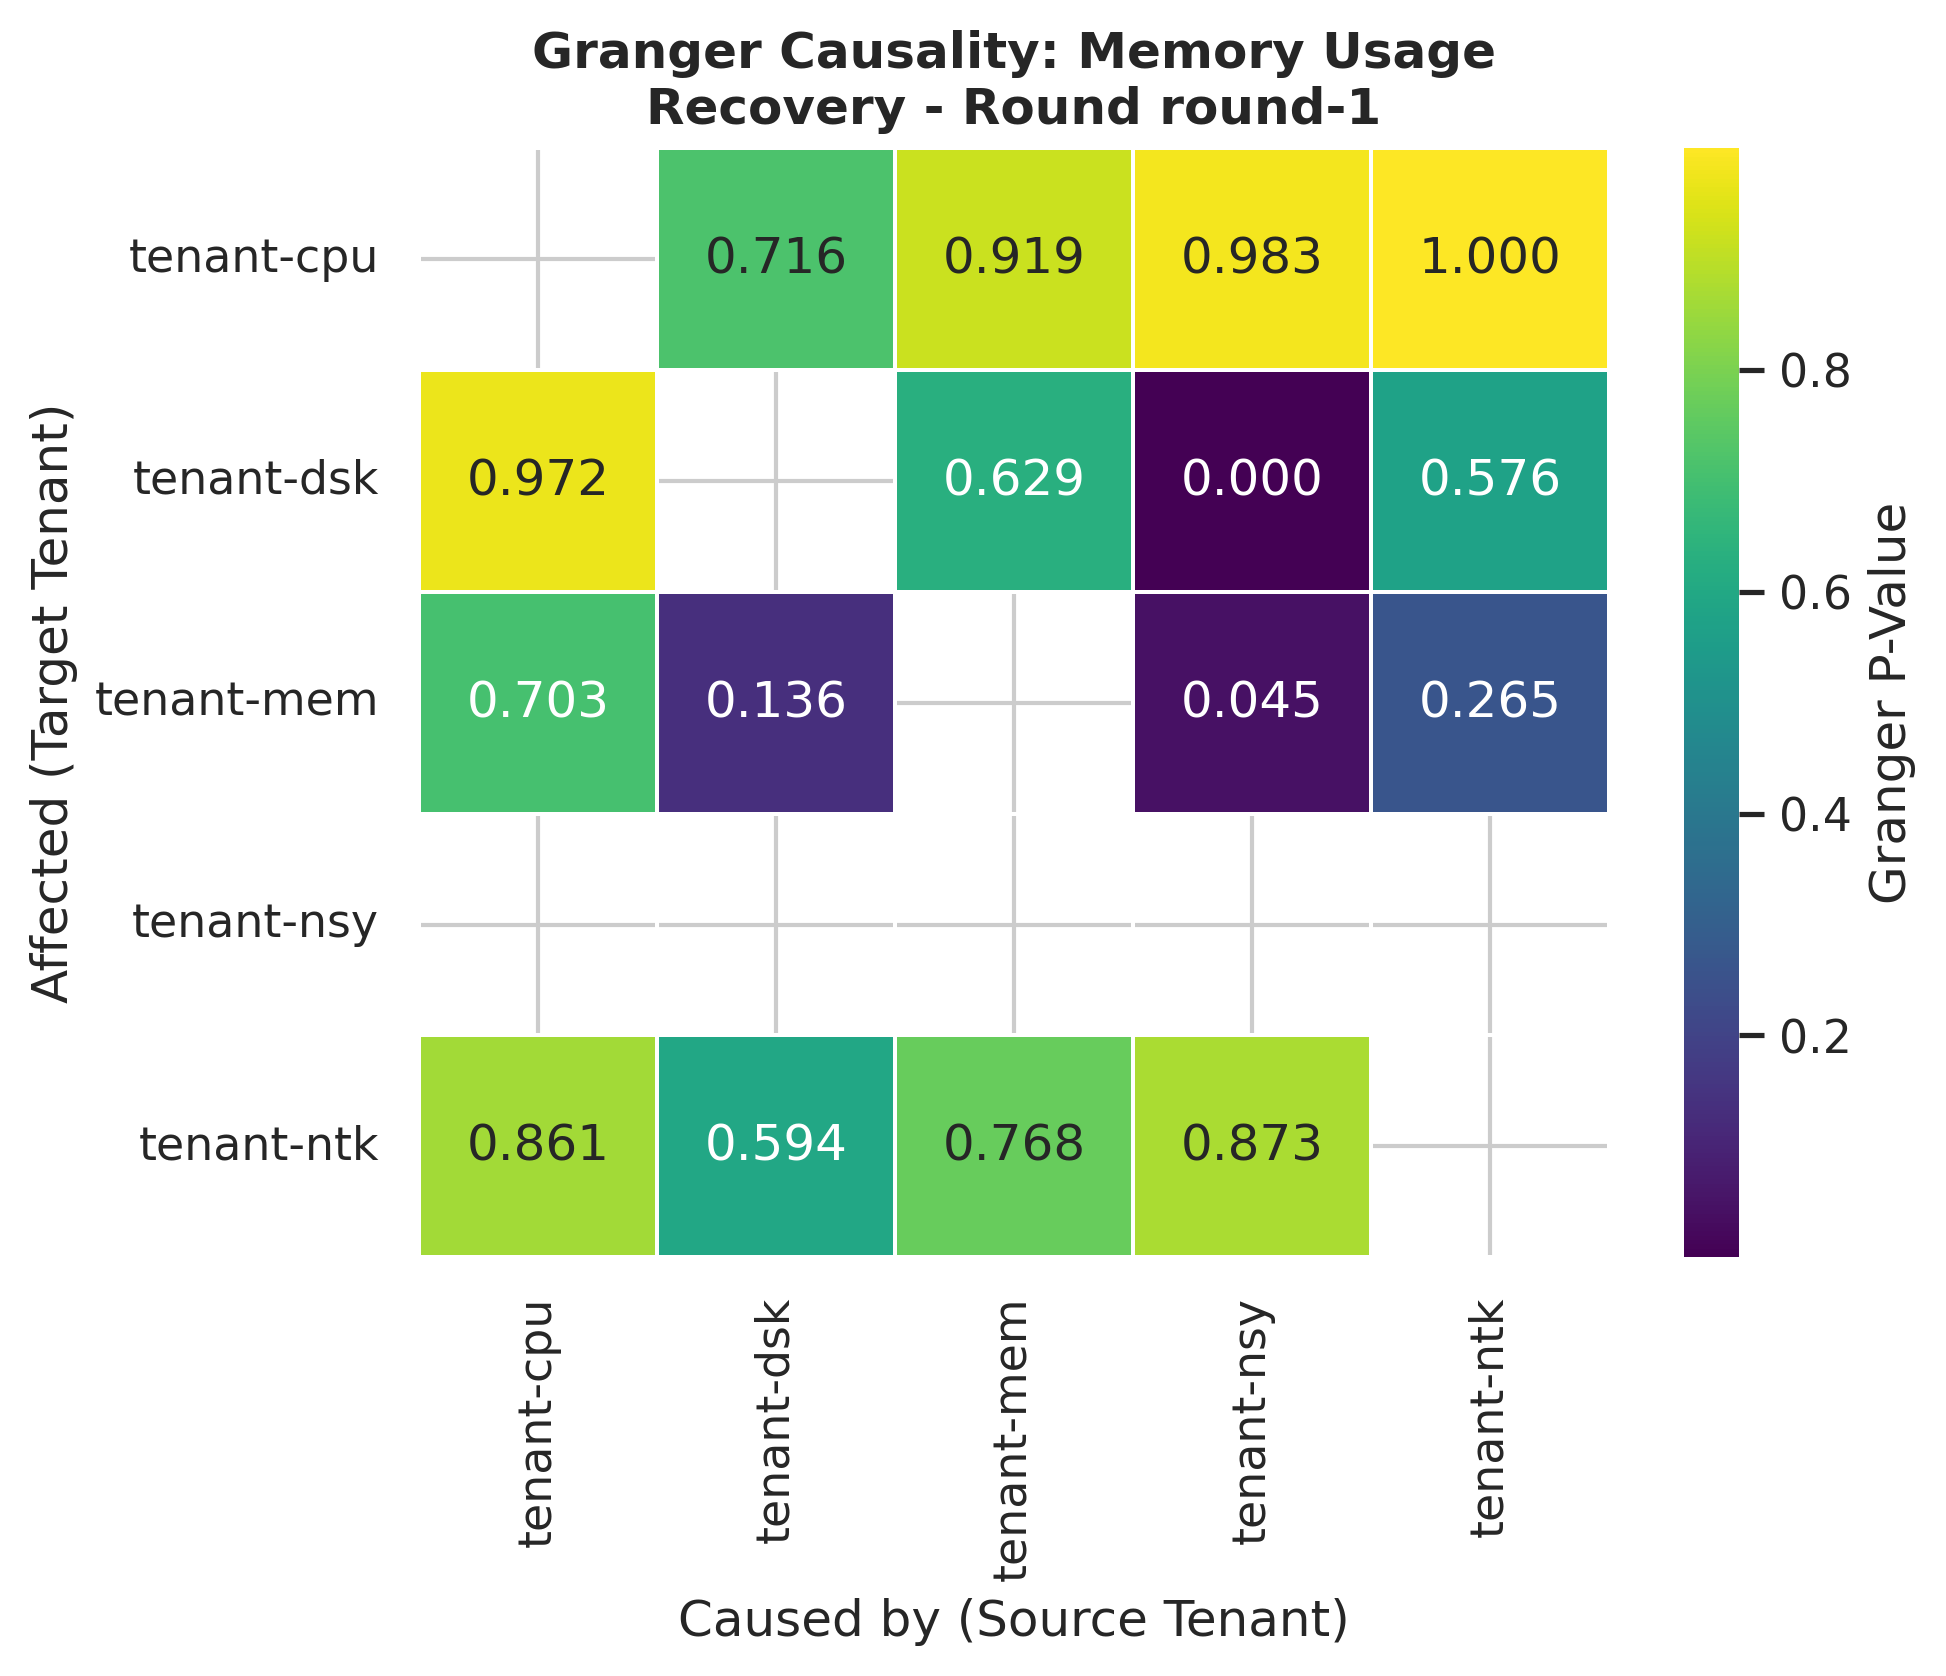 Granger Causality: Memory Usage
Recovery - Round round-1
Affected (Target Tenant)
tenant-cpu 0.716 0.919 0.983 1.000
tenant-dsk 0.972 0.629 0.000 0.576
tenant-mem 0.703 0.136 0.045 0.265
tenant-nsy
tenant-ntk 0.861 0.594 0.768 0.873
tenant-cpu
tenant-dsk
tenant-mem
tenant-nsy
tenant-ntk
Caused by (Source Tenant)
0.8
0.6
0.4
0.2
Granger P-Value